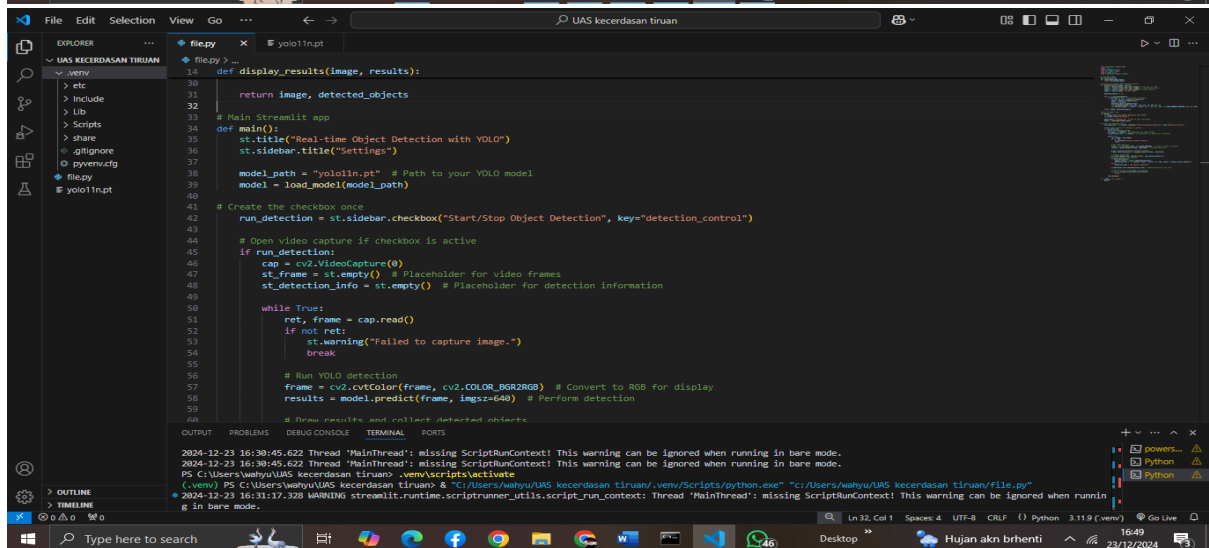 File Edit Selection View Go ··· UAS kecerdasan tiruan
EXPLORER ··· file.py yolo11n.pt
UAS KECERDASAN TIRUAN
.venv
etc
Include
Lib
Scripts
share
.gitignore
pyvenv.cfg
file.py
yolo11n.pt
OUTLINE
TIMELINE
file.py > ...
14 def display_results(image, results):
30
31 return image, detected_objects
32
33 # Main Streamlit app
34 def main():
35 st.title("Real-time Object Detection with YOLO")
36 st.sidebar.title("Settings")
37
38 model_path = "yolo11n.pt" # Path to your YOLO model
39 model = load_model(model_path)
40
41 # Create the checkbox once
42 run_detection = st.sidebar.checkbox("Start/Stop Object Detection", key="detection_control")
43
44 # Open video capture if checkbox is active
45 if run_detection:
46 cap = cv2.VideoCapture(0)
47 st_frame = st.empty() # Placeholder for video frames
48 st_detection_info = st.empty() # Placeholder for detection information
49
50 while True:
51 ret, frame = cap.read()
52 if not ret:
53 st.warning("Failed to capture image.")
54 break
55
56 # Run YOLO detection
57 frame = cv2.cvtColor(frame, cv2.COLOR_BGR2RGB) # Convert to RGB for display
58 results = model.predict(frame, imgsz=640) # Perform detection
59
60 # Draw results and collect detected objects
OUTPUT PROBLEMS DEBUG CONSOLE TERMINAL PORTS
2024-12-23 16:30:45.622 Thread 'MainThread': missing ScriptRunContext! This warning can be ignored when running in bare mode.
2024-12-23 16:30:45.622 Thread 'MainThread': missing ScriptRunContext! This warning can be ignored when running in bare mode.
PS C:\Users\wahyu\UAS kecerdasan tiruan> .venv\scripts\activate
(.venv) PS C:\Users\wahyu\UAS kecerdasan tiruan> & "C:/Users/wahyu/UAS kecerdasan tiruan/.venv/Scripts/python.exe" "c:/Users/wahyu/UAS kecerdasan tiruan/file.py"
2024-12-23 16:31:17.328 WARNING streamlit.runtime.scriptrunner_utils.script_run_context: Thread 'MainThread': missing ScriptRunContext! This warning can be ignored when runnin
g in bare mode.
powers...
Python
Python
0 0 0 Ln 32, Col 1 Spaces: 4 UTF-8 CRLF Python 3.11.9 ('.venv') Go Live
Type here to search 46 Desktop Hujan akn brhenti 16:49
23/12/2024 3